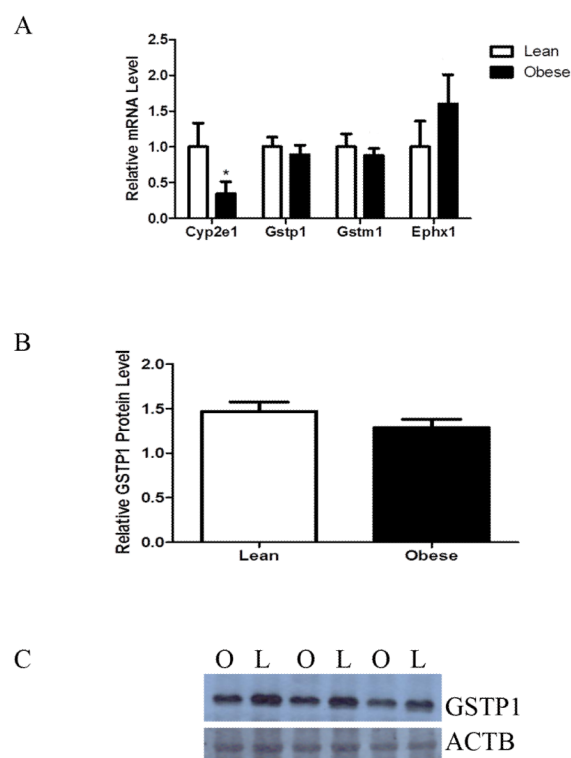 A
Relative mRNA Level
2.5
2.0
1.5
1.0
0.5
0.0
*
Cyp2e1 Gstp1 Gstm1 Ephx1
Lean
Obese
B
Relative GSTP1 Protein Level
2.0
1.5
1.0
0.5
0.0
Lean Obese
C
O L O L O L
GSTP1
ACTB